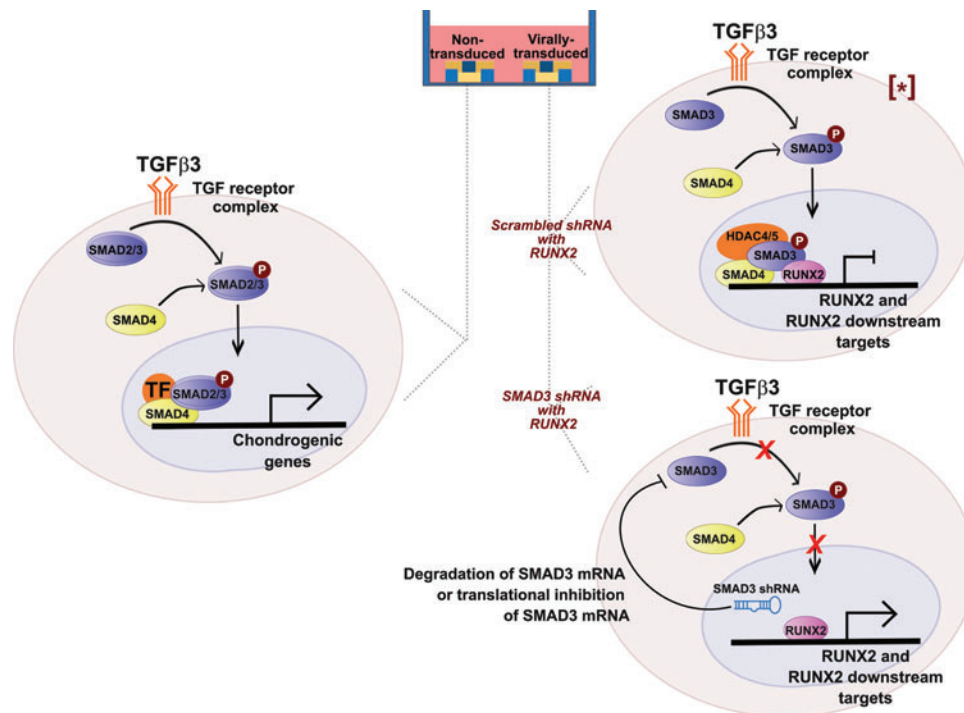 Non-
transduced
Virally-
transduced
TGFβ3
TGF receptor
complex
SMAD2/3
P
SMAD2/3
SMAD4
TF
P
SMAD2/3
SMAD4
Chondrogenic
genes
Scrambled shRNA
with
RUNX2
SMAD3 shRNA
with
RUNX2
TGFβ3
TGF receptor
complex
[*]
SMAD3
P
SMAD3
SMAD4
HDAC4/5
P
SMAD3
SMAD4
RUNX2
RUNX2 and
RUNX2 downstream
targets
TGFβ3
TGF receptor
complex
X
SMAD3
P
SMAD3
SMAD4
X
Degradation of SMAD3 mRNA
or translational inhibition
of SMAD3 mRNA
SMAD3 shRNA
RUNX2
RUNX2 and
RUNX2 downstream
targets